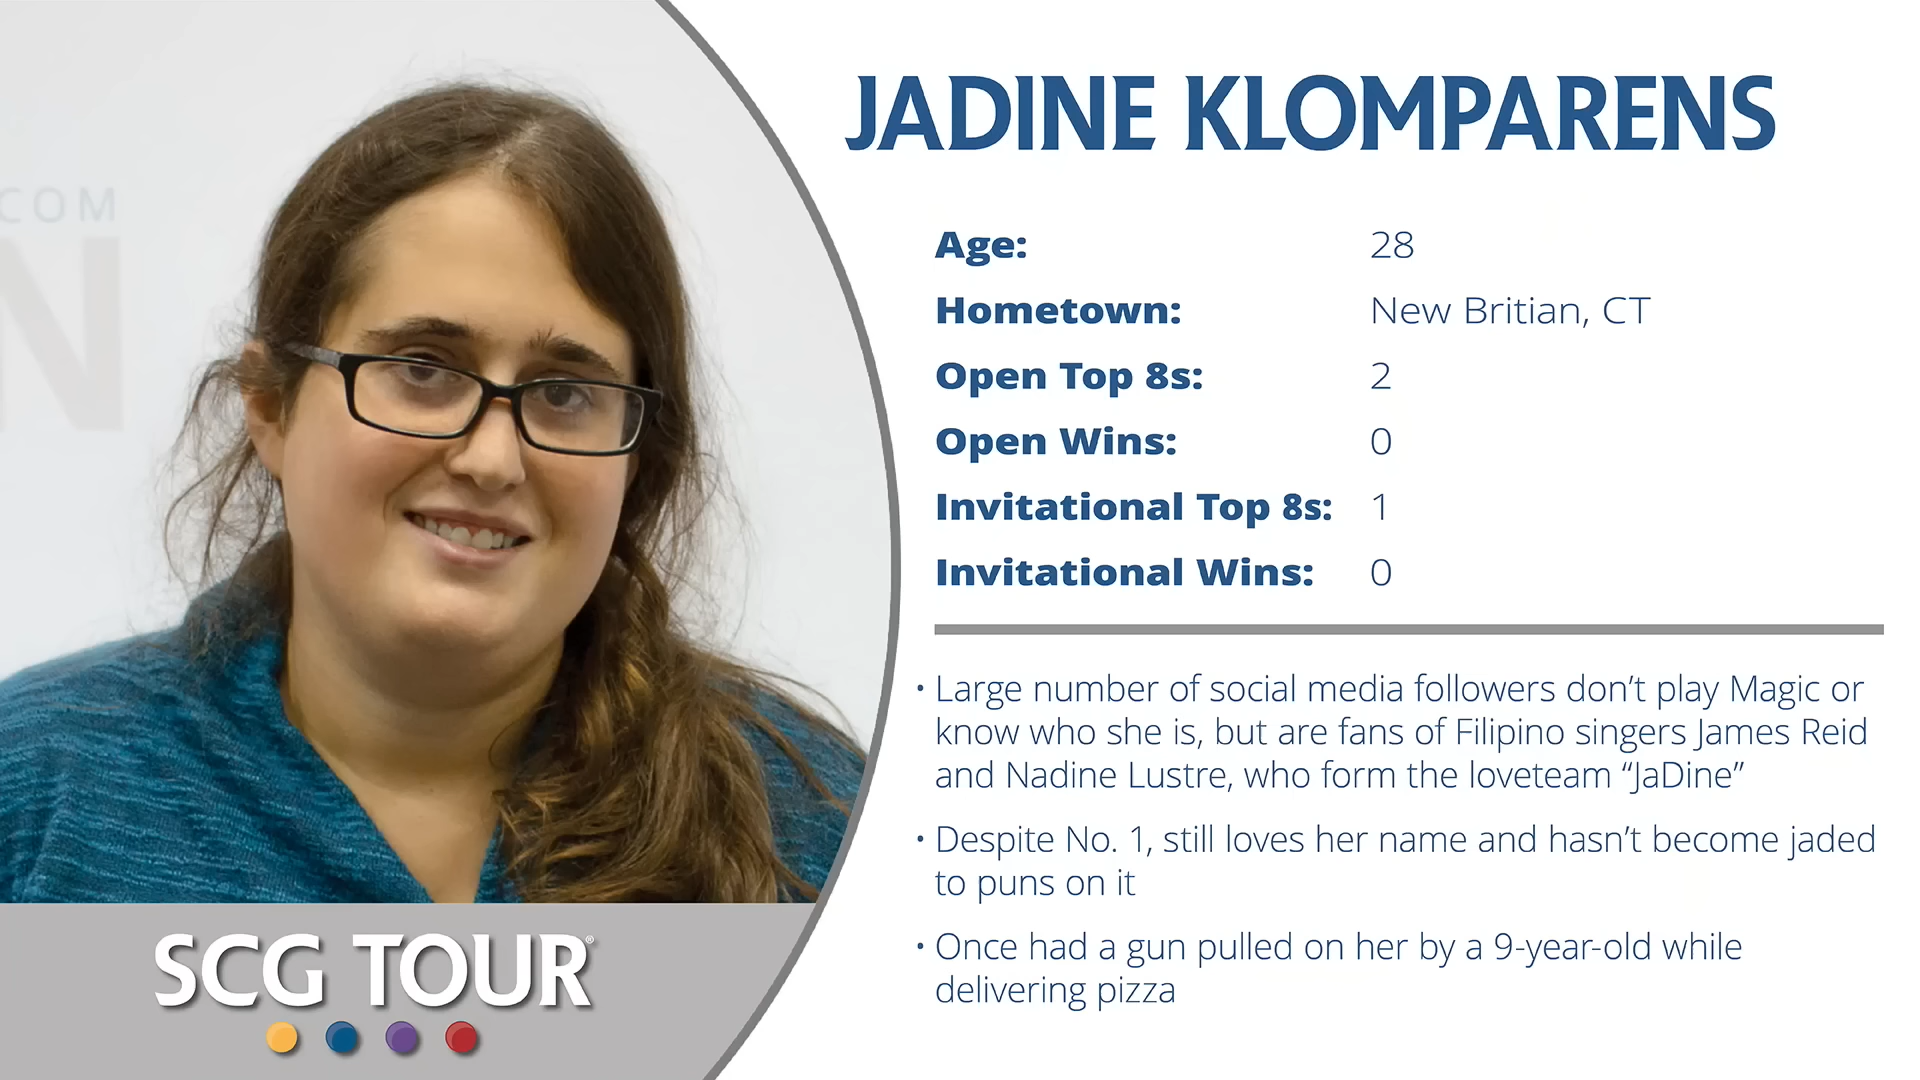 JADINE KLOMPARENS
Age: 28
Hometown: New Britian, CT
Open Top 8s: 2
Open Wins: 0
Invitational Top 8s: 1
Invitational Wins: 0
• Large number of social media followers don’t play Magic or
know who she is, but are fans of Filipino singers James Reid
and Nadine Lustre, who form the loveteam “JaDine”
• Despite No. 1, still loves her name and hasn’t become jaded
to puns on it
• Once had a gun pulled on her by a 9-year-old while
delivering pizza
COM
N
SCG TOUR®